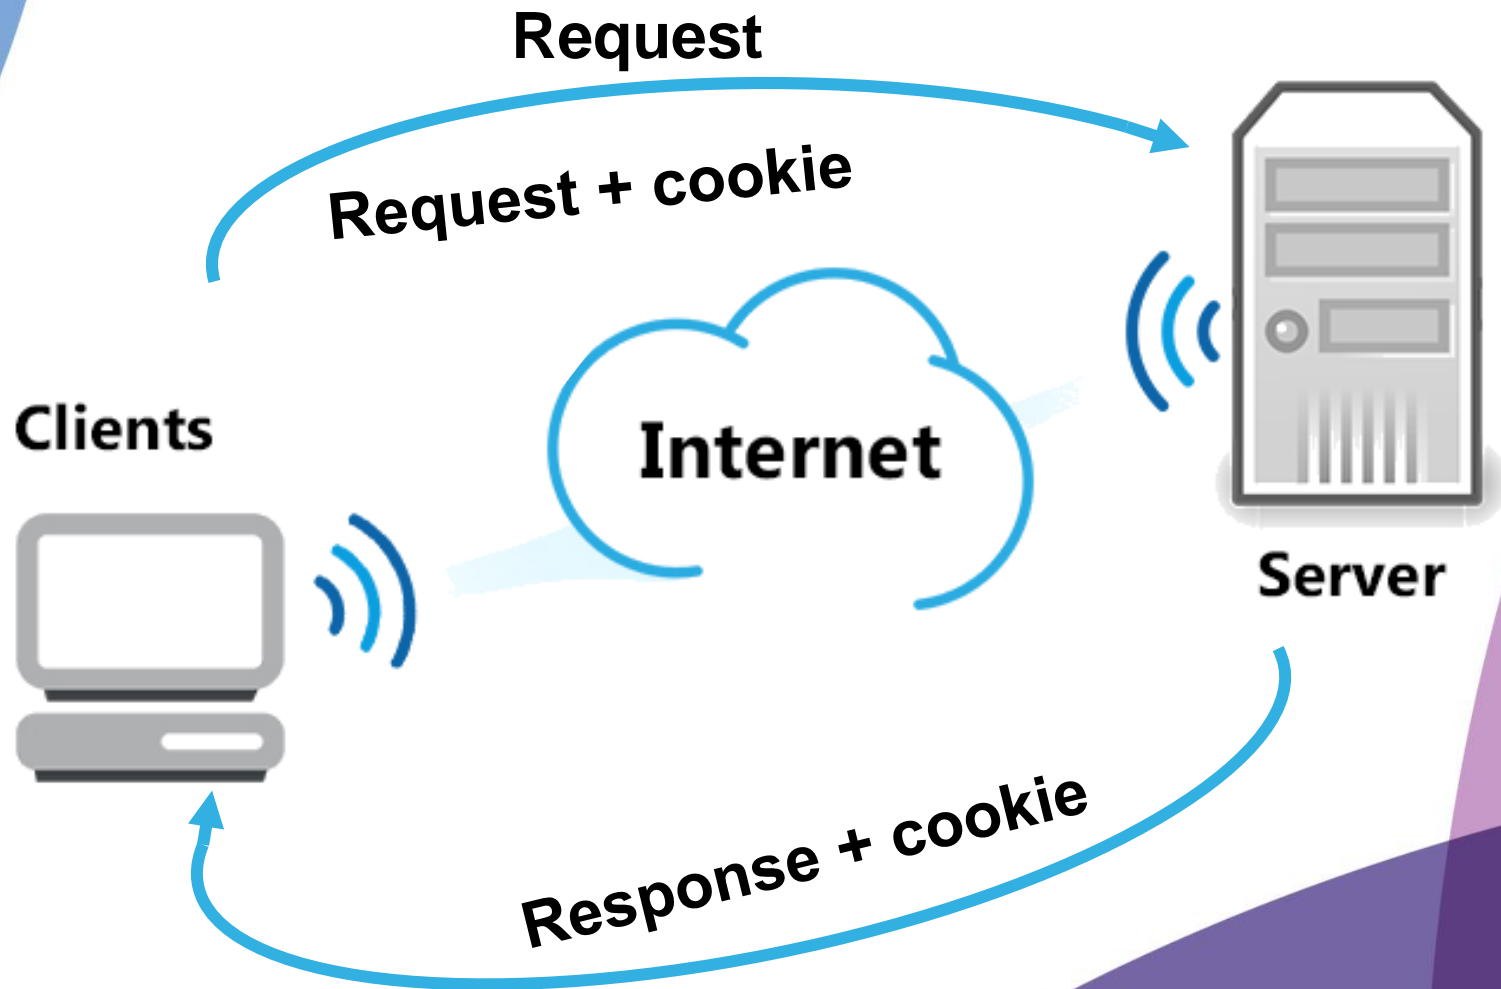 Request
Request + cookie
Clients
Internet
Server
Response + cookie